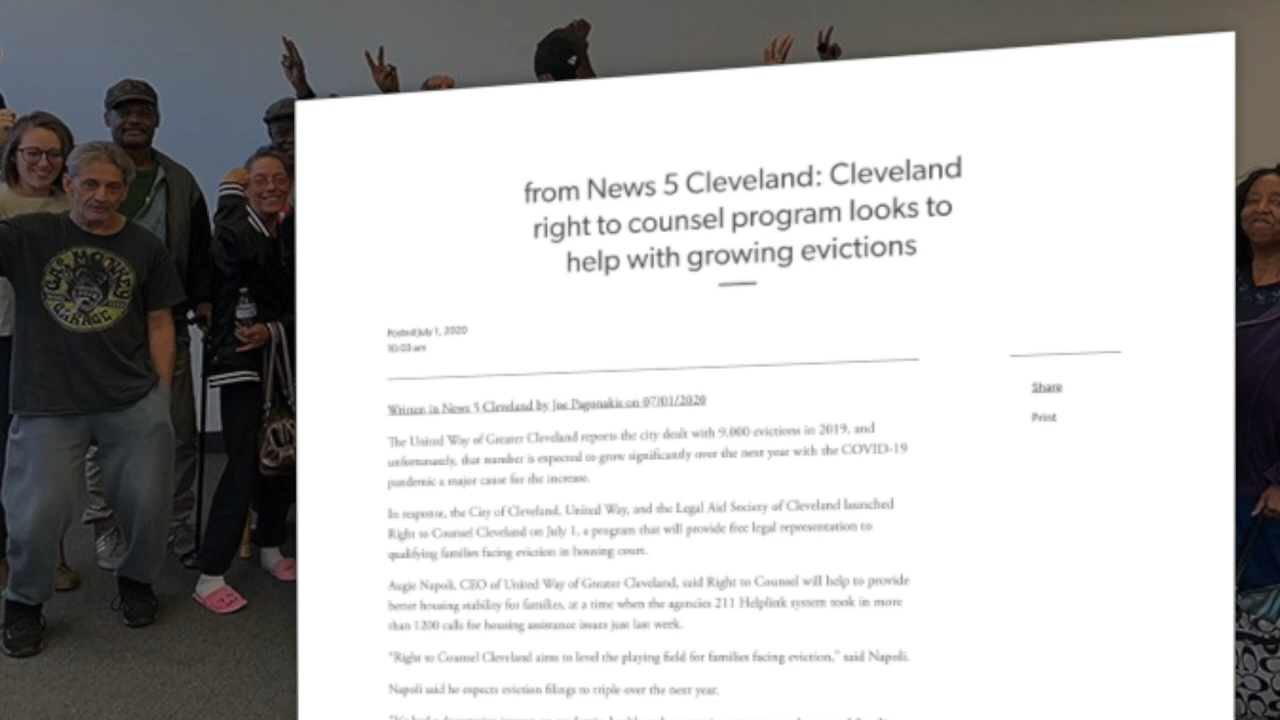 from News 5 Cleveland: Cleveland
right to counsel program looks to
help with growing evictions
Posted July 1, 2020
10:03 am
Share
Print
Written in News 5 Cleveland by Joe Pagonakis on 07/01/2020
The United Way of Greater Cleveland reports the city dealt with 9,000 evictions in 2019, and
unfortunately, that number is expected to grow significantly over the next year with the COVID-19
pandemic a major cause for the increase.
In response, the City of Cleveland, United Way, and the Legal Aid Society of Cleveland launched
Right to Counsel Cleveland on July 1, a program that will provide free legal representation to
qualifying families facing eviction in housing court.
Augie Napoli, CEO of United Way of Greater Cleveland, said Right to Counsel will help to provide
better housing stability for families, at a time when the agencies 211 Helplink system took in more
than 1200 calls for housing assistance issues just last week.
"Right to Counsel Cleveland aims to level the playing field for families facing eviction," said Napoli.
Napoli said he expects eviction filings to triple over the next year.
GAS MONKEY
GARAGE